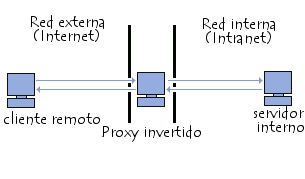 Red externa
(Internet)
Red interna
(Intranet)
cliente remoto
Proxy invertido
servidor
interno